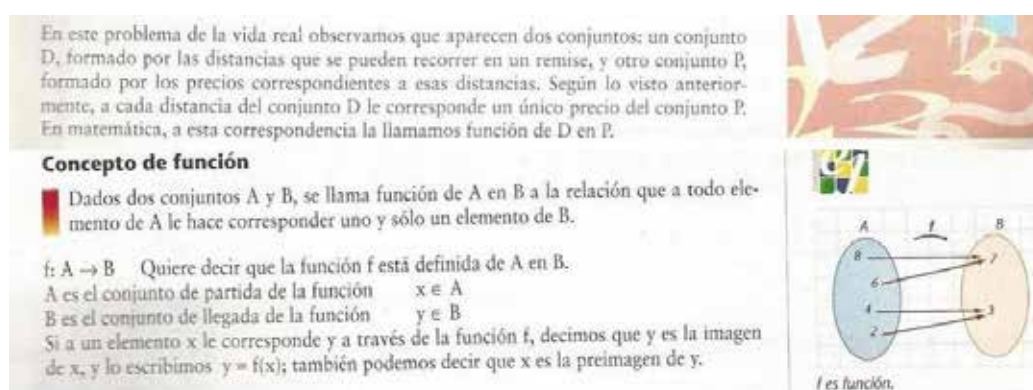 En este problema de la vida real observamos que aparecen dos conjuntos: un conjunto
D, formado por las distancias que se pueden recorrer en un remise, y otro conjunto P,
formado por los precios correspondientes a esas distancias. Según lo visto anterior-
mente, a cada distancia del conjunto D le corresponde un único precio del conjunto P.
En matemática, a esta correspondencia la llamamos función de D en P.
Concepto de función
Dados dos conjuntos A y B, se llama función de A en B a la relación que a todo ele-
mento de A le hace corresponder uno y sólo un elemento de B.
f: A → B Quiere decir que la función f está definida de A en B.
A es el conjunto de partida de la función x ∈ A
B es el conjunto de llegada de la función y ∈ B
Si a un elemento x le corresponde y a través de la función f, decimos que y es la imagen
de x, y lo escribimos y = f(x); también podemos decir que x es la preimagen de y.
A f B
8 7
6
4 3
2
f es función.